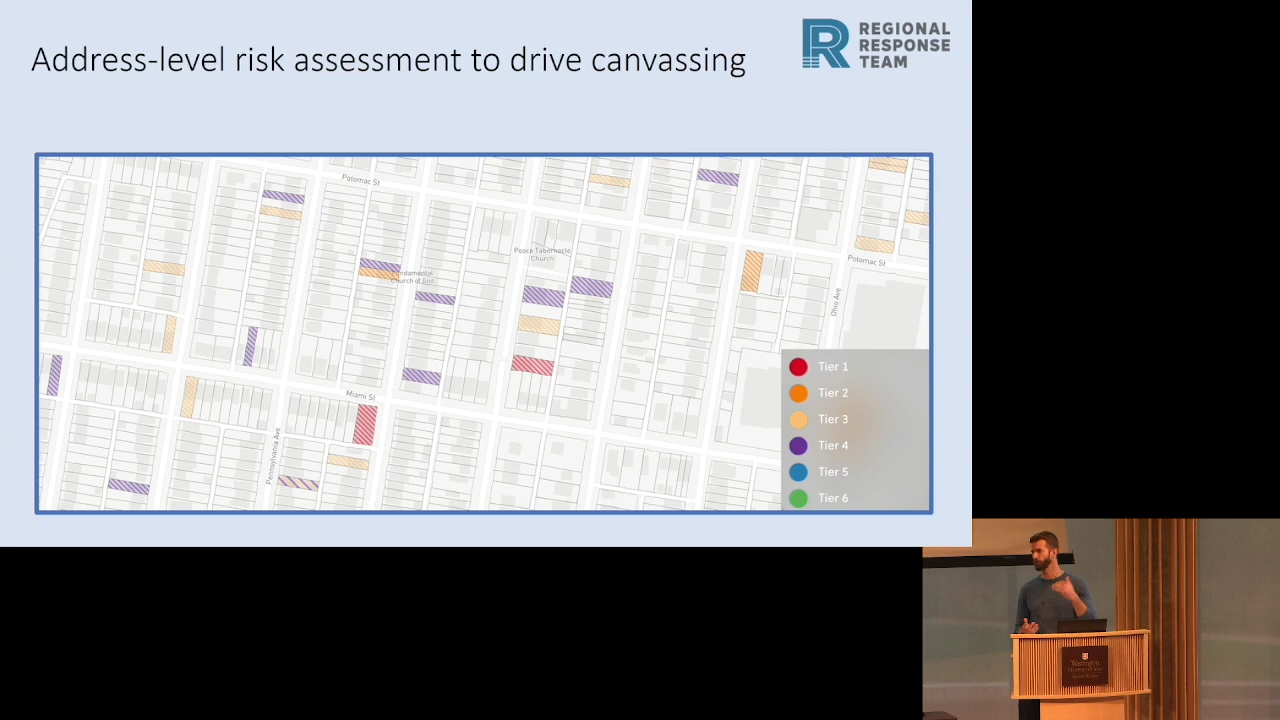 Address-level risk assessment to drive canvassing
REGIONAL
RESPONSE
TEAM
Potomac St
Peace Tabernacle
Church
ndamental
Church of God
Potomac St
Ohio Ave
Miami St
Pennsylvania Ave
Tier 1
Tier 2
Tier 3
Tier 4
Tier 5
Tier 6
Washington